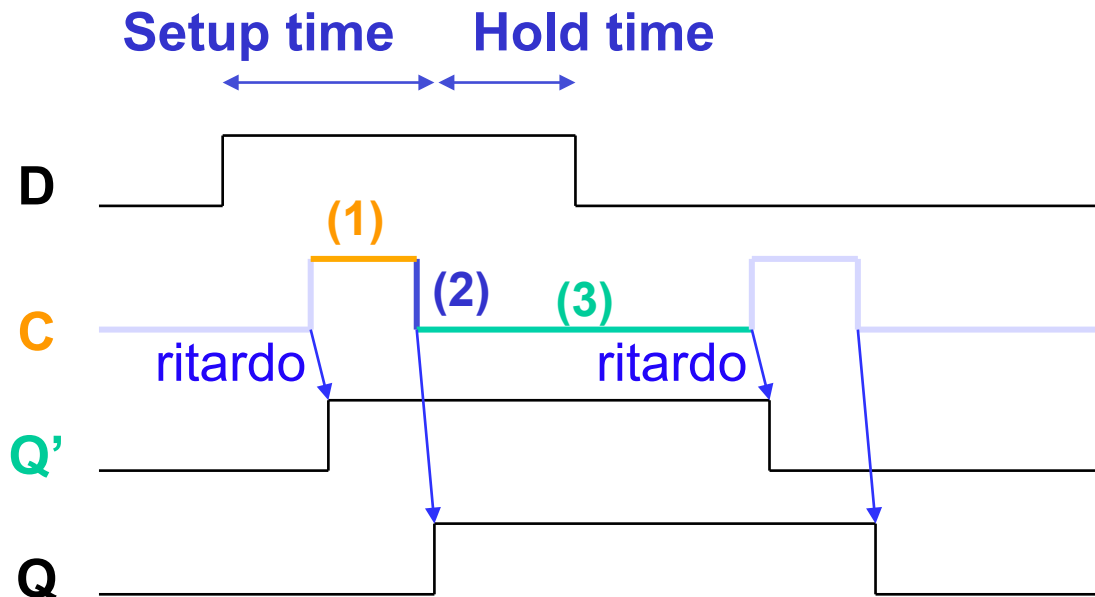 Setup time Hold time
D
(1)
(2) (3)
C
ritardo ritardo
Q’
Q